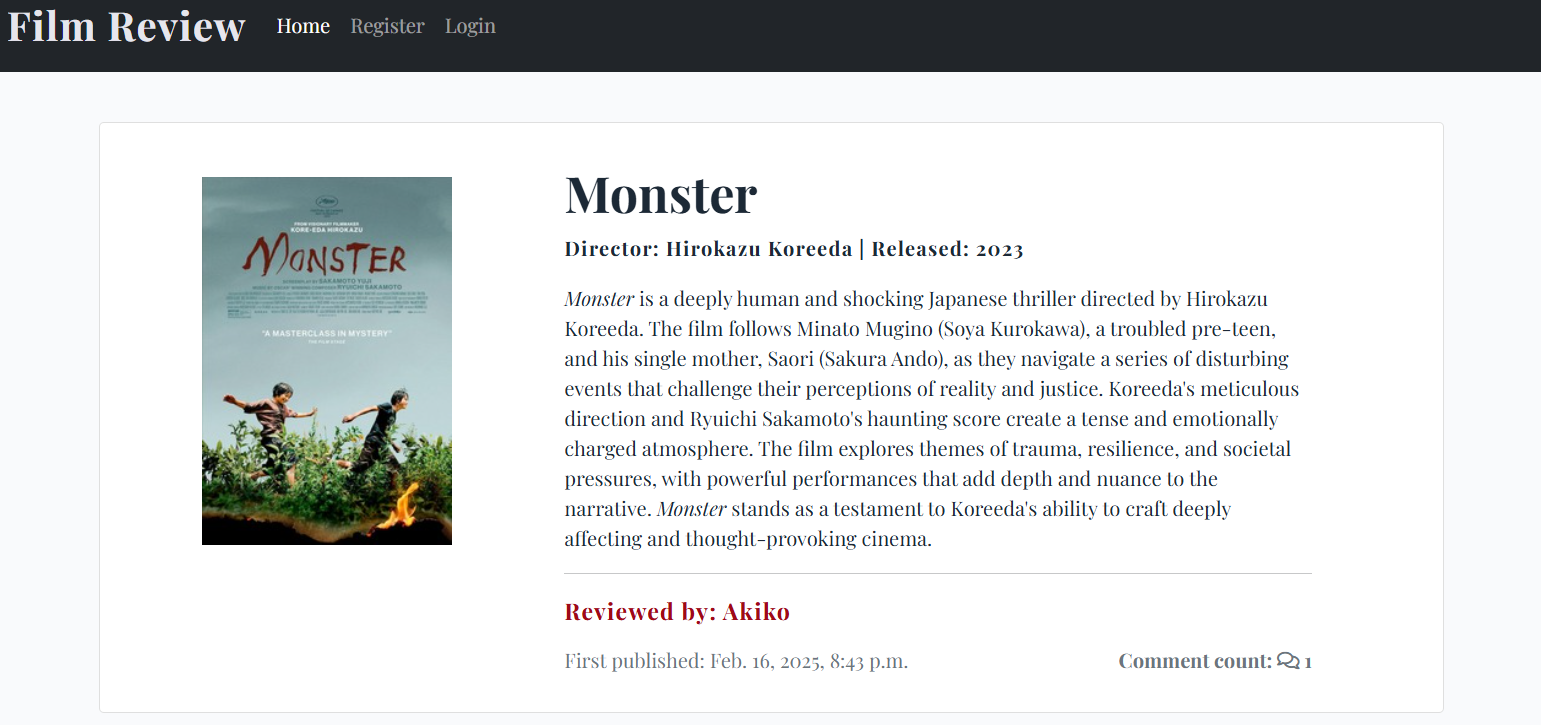 Film Review Home Register Login
FROM VISIONARY FILMMAKER
KORE-EDA HIROKAZU
MONSTER
SCREENPLAY BY SAKAMOTO YUJI
MUSIC BY OSCAR® WINNING COMPOSER RYUICHI SAKAMOTO
"A MASTERCLASS IN MYSTERY"
THE FILM STAGE
Monster
Director: Hirokazu Koreeda | Released: 2023
Monster is a deeply human and shocking Japanese thriller directed by Hirokazu
Koreeda. The film follows Minato Mugino (Soya Kurokawa), a troubled pre-teen,
and his single mother, Saori (Sakura Ando), as they navigate a series of disturbing
events that challenge their perceptions of reality and justice. Koreeda's meticulous
direction and Ryuichi Sakamoto's haunting score create a tense and emotionally
charged atmosphere. The film explores themes of trauma, resilience, and societal
pressures, with powerful performances that add depth and nuance to the
narrative. Monster stands as a testament to Koreeda's ability to craft deeply
affecting and thought-provoking cinema.
Reviewed by: Akiko
First published: Feb. 16, 2025, 8:43 p.m. Comment count: 1